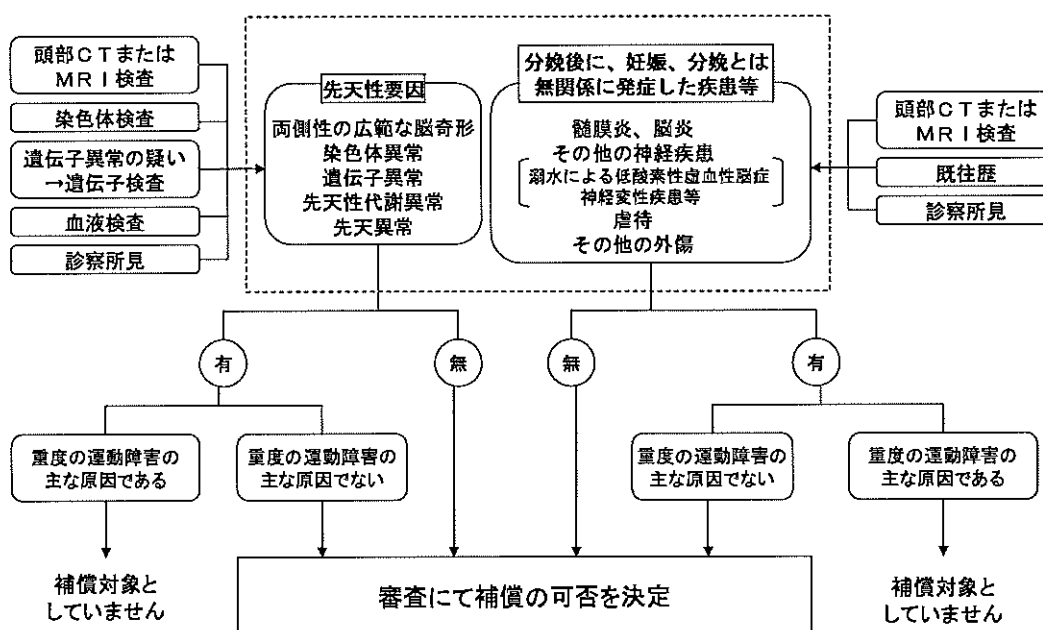 頭部CTまたは
MRI検査
染色体検査
遺伝子異常の疑い
→遺伝子検査
血液検査
診察所見
先天性要因
両側性の広範な脳奇形
染色体異常
遺伝子異常
先天性代謝異常
先天異常
分娩後に、妊娠、分娩とは
無関係に発症した疾患等
髄膜炎、脳炎
その他の神経疾患
溺水による低酸素性虚血性脳症
神経変性疾患等
虐待
その他の外傷
頭部CTまたは
MRI検査
既往歴
診察所見
有
無
無
有
重度の運動障害の
主な原因である
重度の運動障害の
主な原因でない
重度の運動障害の
主な原因でない
重度の運動障害の
主な原因である
補償対象と
していません
審査にて補償の可否を決定
補償対象と
していません